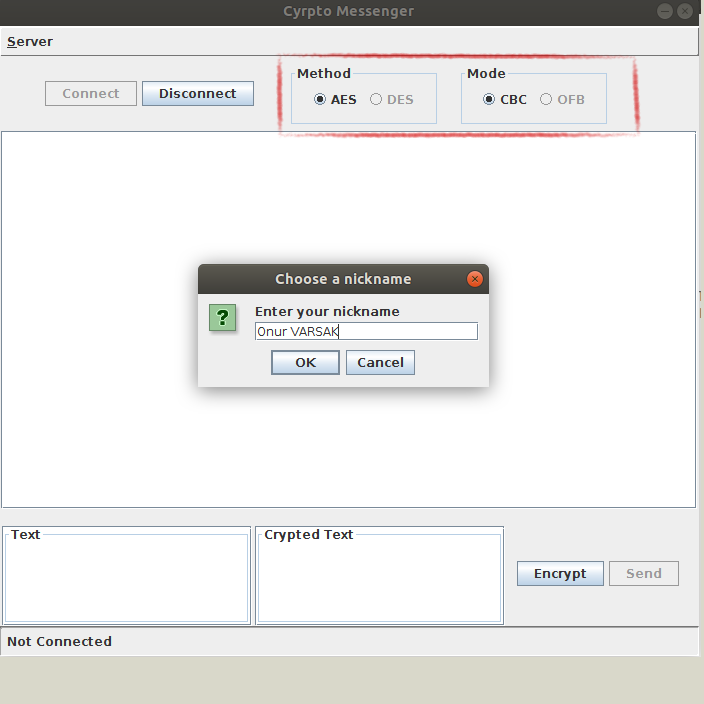 Cyrpto Messenger
Server
Connect
Disconnect
Method
AES DES
Mode
CBC OFB
Choose a nickname
?
Enter your nickname
Onur VARSAK
OK Cancel
Text
Crypted Text
Encrypt Send
Not Connected